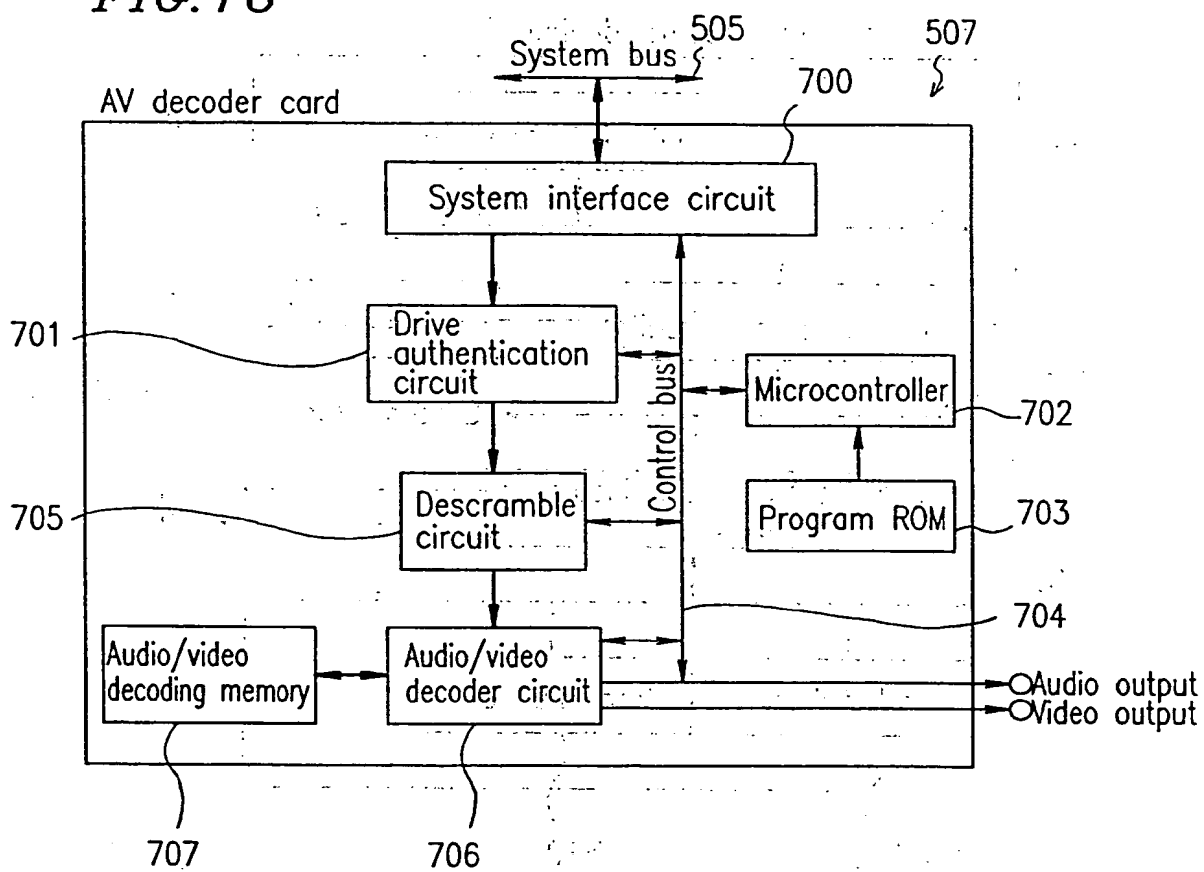 System bus
505
507
700
AV decoder card
System interface circuit
701
Drive
authentication
circuit
Control bus
Microcontroller
702
705
Descramble
circuit
Program ROM
703
704
Audio/video
decoding memory
Audio/video
decoder circuit
Audio output
Video output
707
706